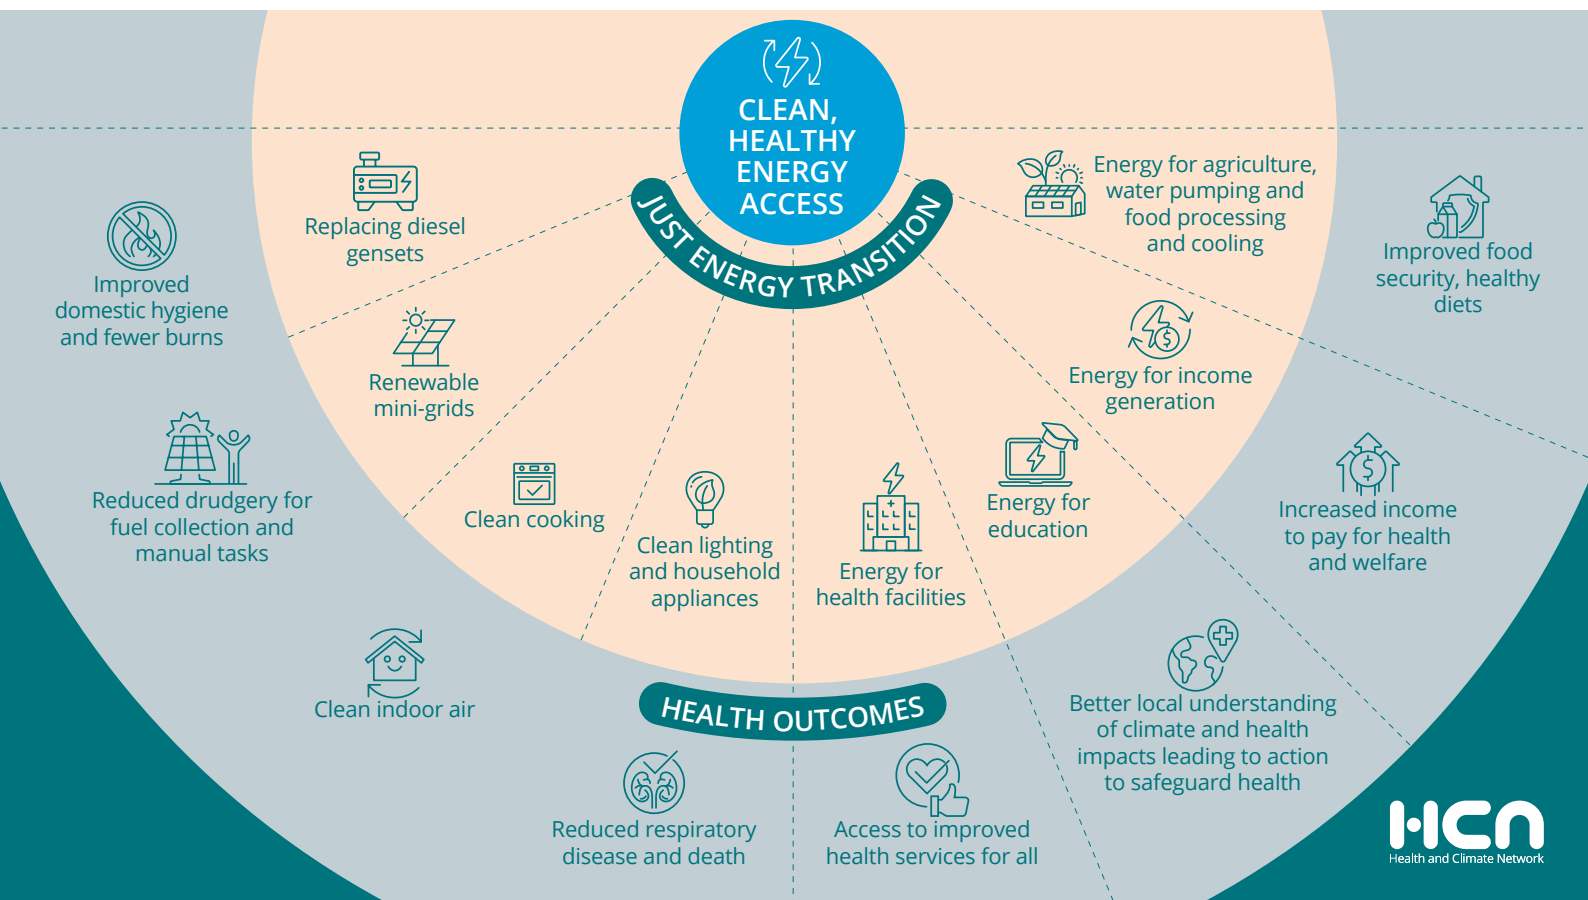 CLEAN,
HEALTHY
ENERGY
ACCESS
JUST ENERGY TRANSITION
Replacing diesel
gensets
Renewable
mini-grids
Clean cooking
Clean lighting
and household
appliances
Energy for
health facilities
Energy for
education
Energy for income
generation
Energy for agriculture,
water pumping and
food processing
and cooling
HEALTH OUTCOMES
Improved
domestic hygiene
and fewer burns
Reduced drudgery for
fuel collection and
manual tasks
Clean indoor air
Reduced respiratory
disease and death
Access to improved
health services for all
Better local understanding
of climate and health
impacts leading to action
to safeguard health
Increased income
to pay for health
and welfare
Improved food
security, healthy
diets
HCN
Health and Climate Network